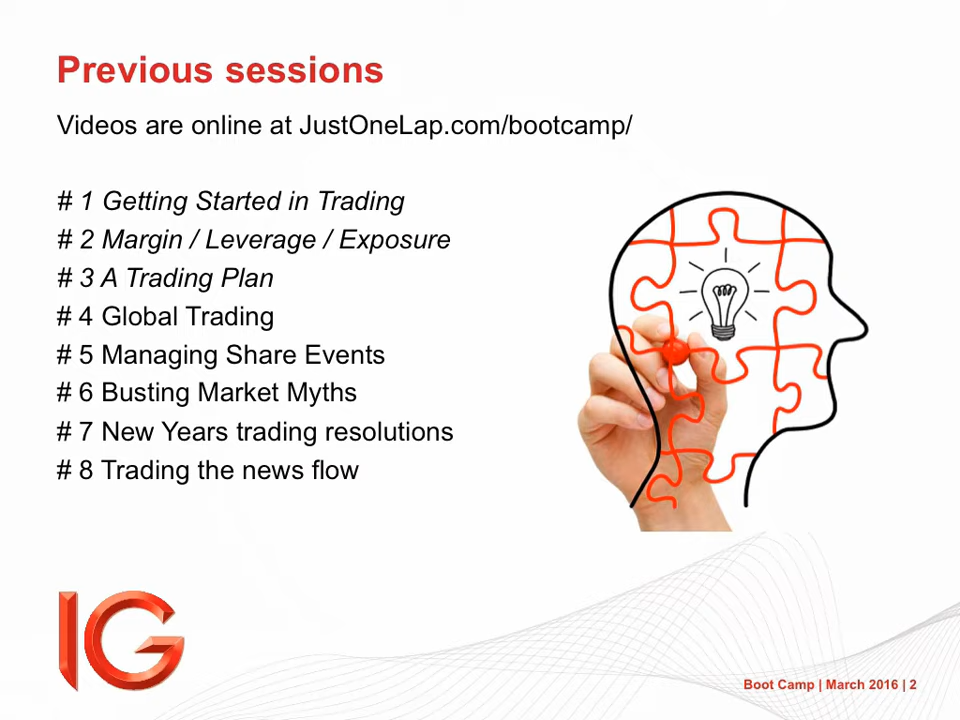 Previous sessions
Videos are online at JustOneLap.com/bootcamp/
# 1 Getting Started in Trading
# 2 Margin / Leverage / Exposure
# 3 A Trading Plan
# 4 Global Trading
# 5 Managing Share Events
# 6 Busting Market Myths
# 7 New Years trading resolutions
# 8 Trading the news flow
IG
Boot Camp | March 2016 | 2